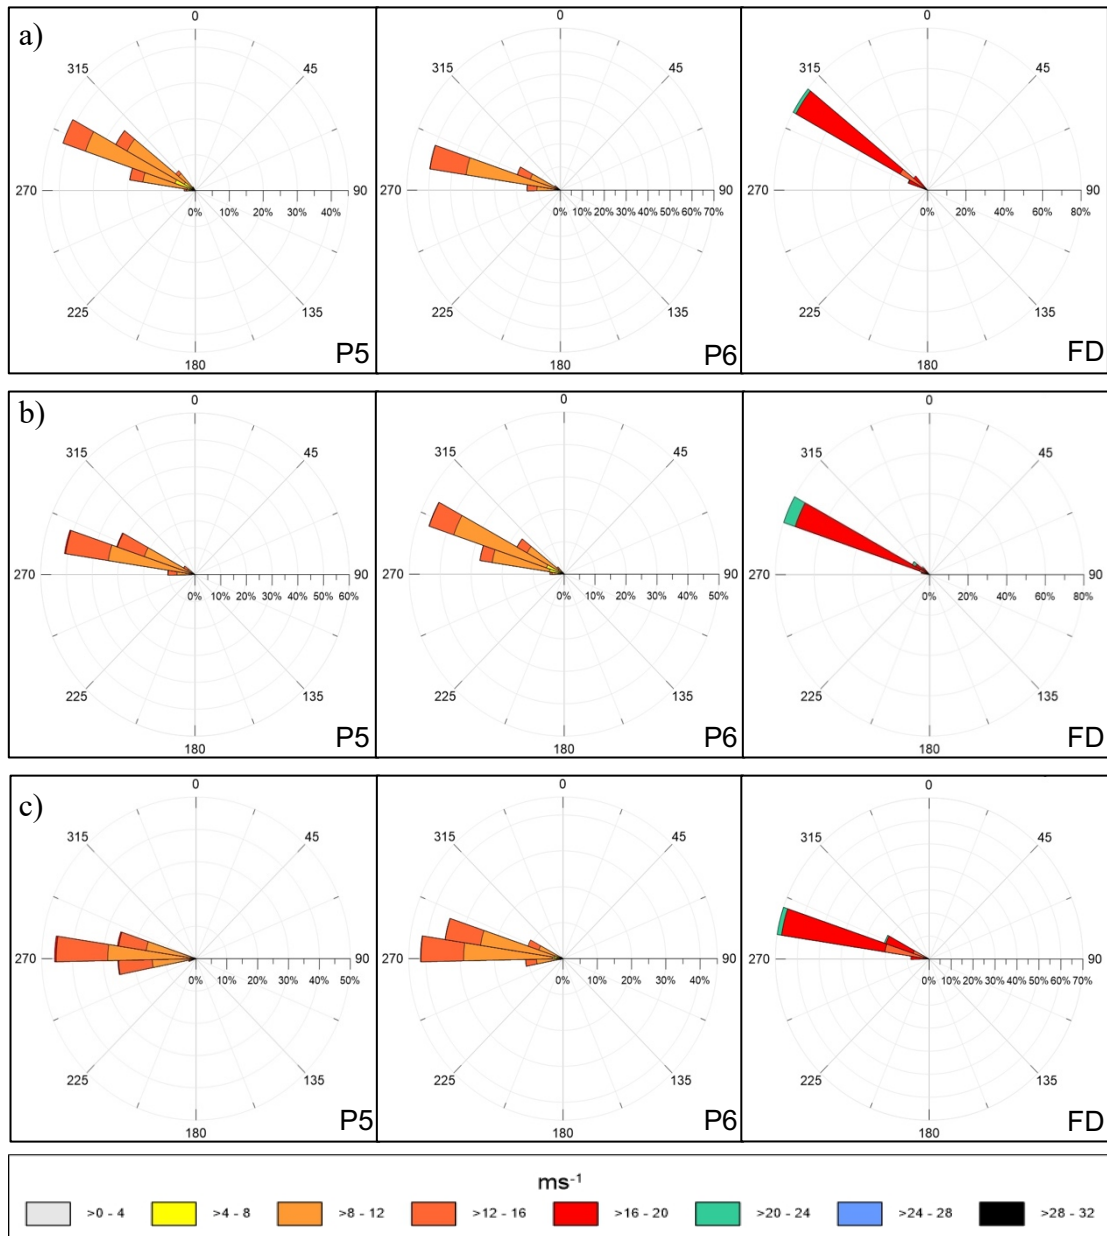 a)
0 0 0
315 45 315 45 315 45
270 90 270 90 270 90
0% 10% 20% 30% 40% 0% 10% 20% 30% 40% 50% 60% 70% 0% 20% 40% 60% 80%
225 135 225 135 225 135
180 P5 180 P6 180 FD
b)
0 0 0
315 45 315 45 315 45
270 90 270 90 270 90
0% 10% 20% 30% 40% 50% 60% 0% 10% 20% 30% 40% 50% 0% 20% 40% 60% 80%
225 135 225 135 225 135
180 P5 180 P6 180 FD
c)
0 0 0
315 45 315 45 315 45
270 90 270 90 270 90
0% 10% 20% 30% 40% 50% 0% 10% 20% 30% 40% 0% 10% 20% 30% 40% 50% 60% 70%
225 135 225 135 225 135
180 P5 180 P6 180 FD
ms⁻¹
>0 - 4 >4 - 8 >8 - 12 >12 - 16 >16 - 20 >20 - 24 >24 - 28 >28 - 32